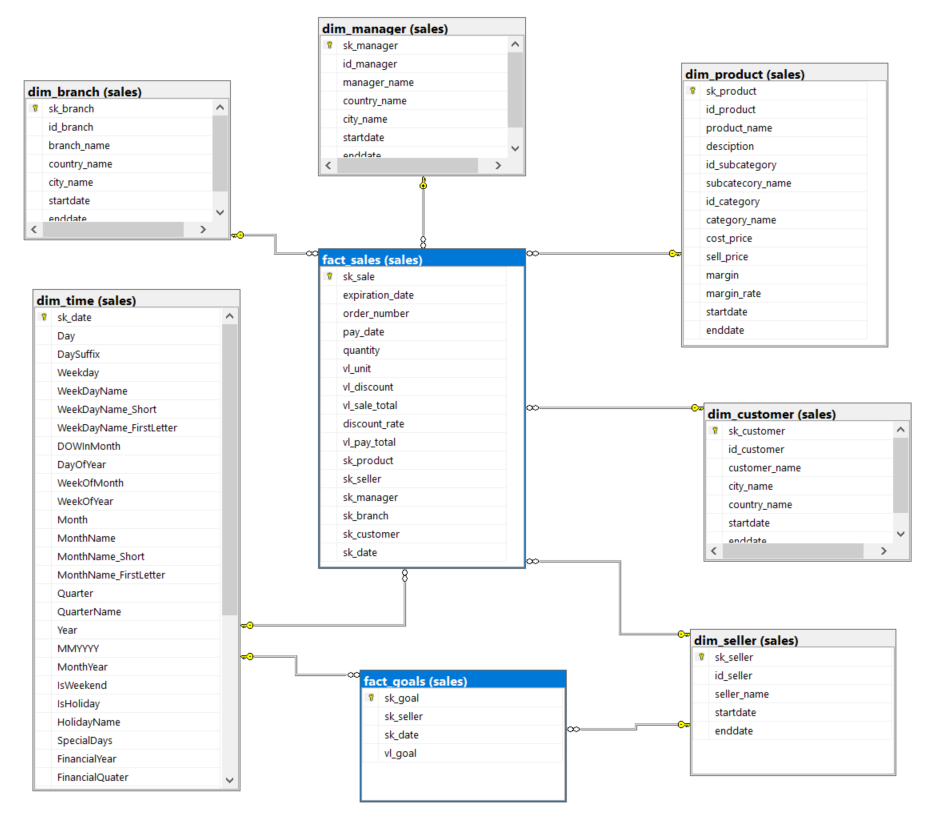 dim_manager (sales)
sk_manager
id_manager
manager_name
country_name
city_name
startdate
enddate
dim_branch (sales)
sk_branch
id_branch
branch_name
country_name
city_name
startdate
enddate
dim_product (sales)
sk_product
id_product
product_name
desciption
id_subcategory
subcatecory_name
id_category
category_name
cost_price
sell_price
margin
margin_rate
startdate
enddate
fact_sales (sales)
sk_sale
expiration_date
order_number
pay_date
quantity
vl_unit
vl_discount
vl_sale_total
discount_rate
vl_pay_total
sk_product
sk_seller
sk_manager
sk_branch
sk_customer
sk_date
dim_time (sales)
sk_date
Day
DaySuffix
Weekday
WeekDayName
WeekDayName_Short
WeekDayName_FirstLetter
DOWInMonth
DayOfYear
WeekOfMonth
WeekOfYear
Month
MonthName
MonthName_Short
MonthName_FirstLetter
Quarter
QuarterName
Year
MMYYYY
MonthYear
IsWeekend
IsHoliday
HolidayName
SpecialDays
FinancialYear
FinancialQuater
dim_customer (sales)
sk_customer
id_customer
customer_name
city_name
country_name
startdate
enddate
dim_seller (sales)
sk_seller
id_seller
seller_name
startdate
enddate
fact_goals (sales)
sk_goal
sk_seller
sk_date
vl_goal